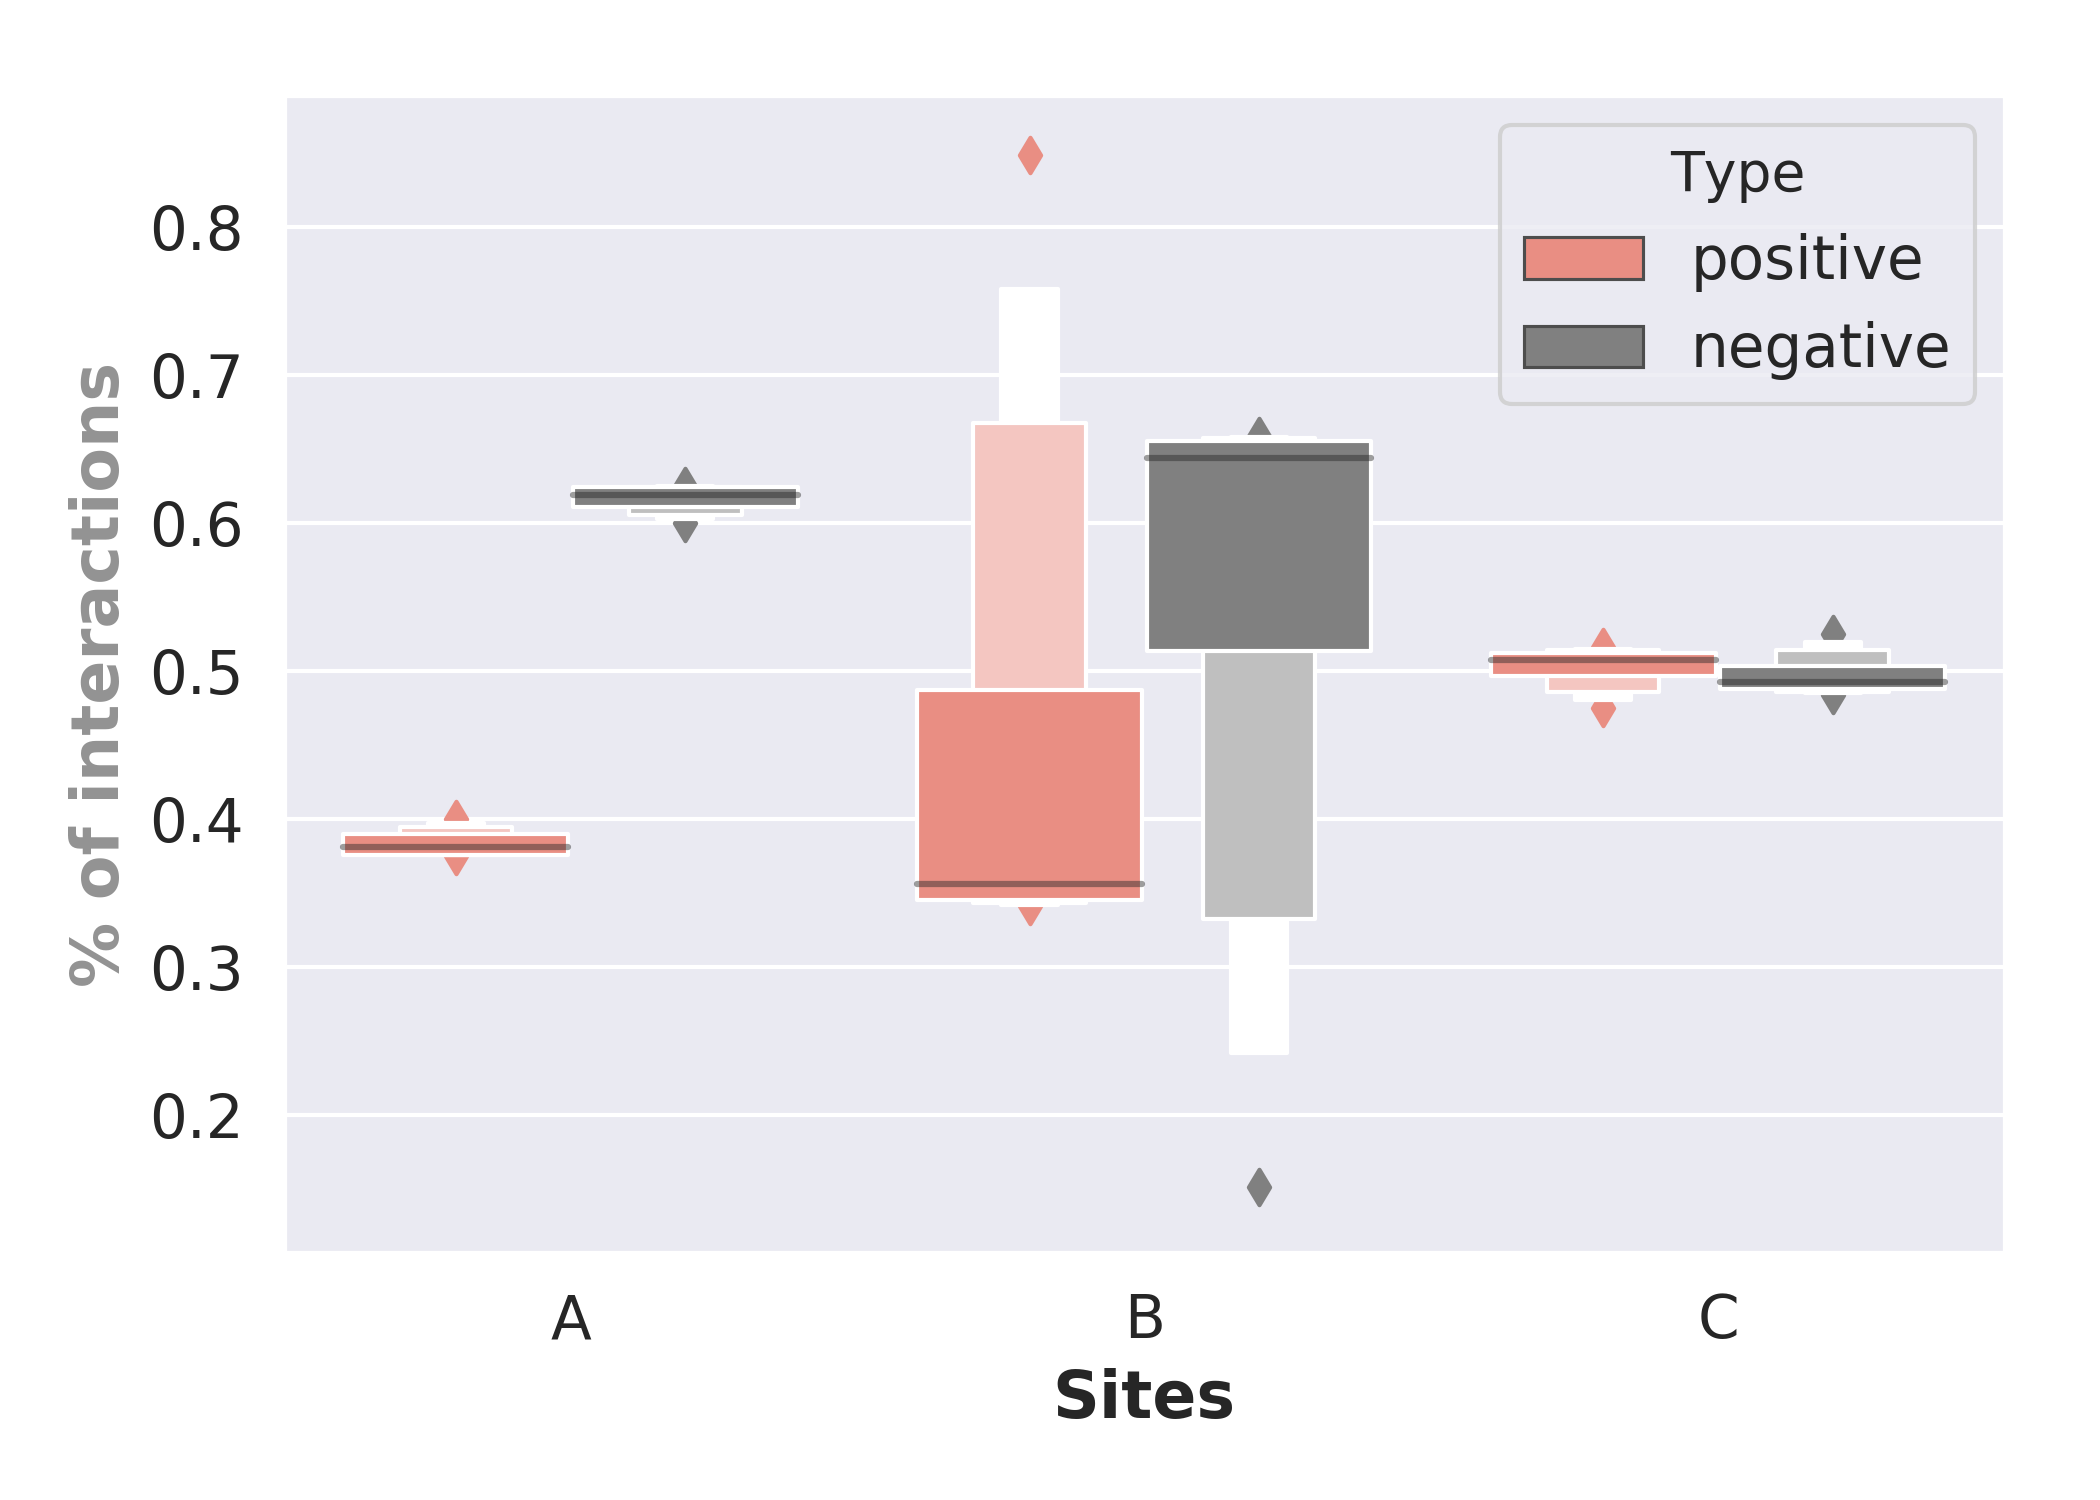 Type
positive
negative
% of interactions
0.8
0.7
0.6
0.5
0.4
0.3
0.2
A B C
Sites